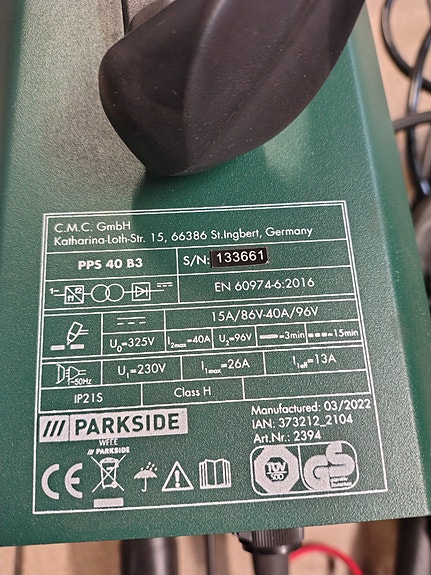 C.M.C. GmbH
Katharina-Loth-Str. 15, 66386 St.Ingbert, Germany
PPS 40 B3
S/N: 133661
1~
EN 60974-6:2016
15A/86V-40A/96V
U₀=325V
I₂max=40A
U₂=96V
=3min
=15min
~50Hz
U₁=230V
I₁max=26A
I₁eff=13A
IP21S
Class H
/// PARKSIDE
Manufactured: 03/2022
IAN: 373212_2104
Art.Nr.: 2394
WEEE
/// PARKSIDE
CE
TÜV
GS